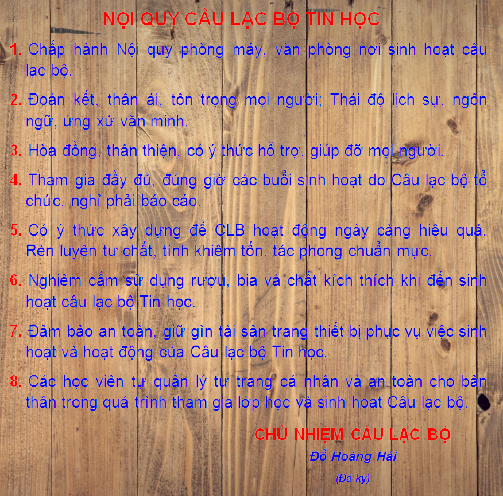 NỘI QUY CÂU LẠC BỘ TIN HỌC
1. Chấp hành Nội quy phòng máy, văn phòng nơi sinh hoạt câu
lạc bộ.
2. Đoàn kết, thân ái, tôn trọng mọi người; Thái độ lịch sự, ngôn
ngữ, ứng xử văn minh.
3. Hòa đồng, thân thiện, có ý thức hỗ trợ, giúp đỡ mọi người.
4. Tham gia đầy đủ, đúng giờ các buổi sinh hoạt do Câu lạc bộ tổ
chức, nghỉ phải báo cáo.
5. Có ý thức xây dựng để CLB hoạt động ngày càng hiệu quả.
Rèn luyện tư chất, tính khiêm tốn, tác phong chuẩn mực.
6. Nghiêm cấm sử dụng rượu, bia và chất kích thích khi đến sinh
hoạt câu lạc bộ Tin học.
7. Đảm bảo an toàn, giữ gìn tài sản trang thiết bị phục vụ việc sinh
hoạt và hoạt động của Câu lạc bộ Tin học.
8. Các học viên tự quản lý tư trang cá nhân và an toàn cho bản
thân trong quá trình tham gia lớp học và sinh hoạt Câu lạc bộ.
CHỦ NHIỆM CÂU LẠC BỘ
Đỗ Hoàng Hải
(Đã ký)